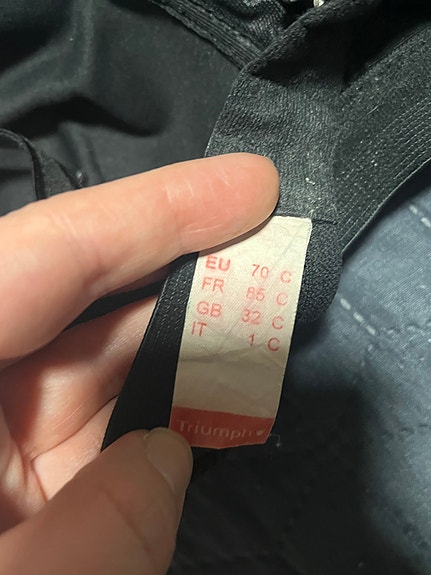 EU 70 C
FR 85 C
GB 32 C
IT 1 C
Triumph